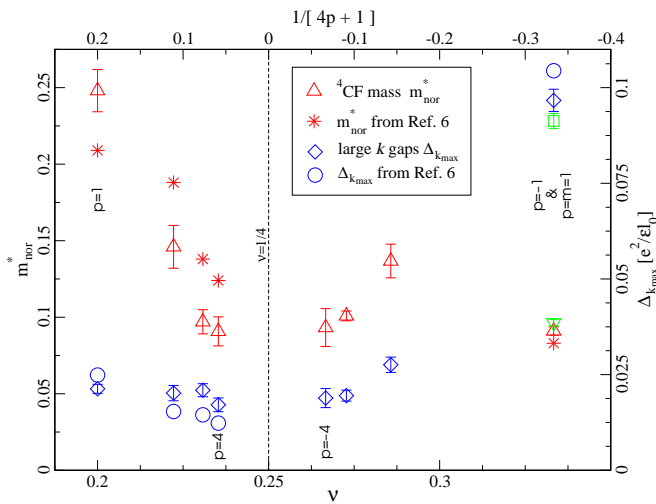 1/[ 4p + 1 ]
0.2 0.1 0 -0.1 -0.2 -0.3 -0.4
0.25
0.2
0.15
0.1
0.05
0
m*nor
0.1
0.075
0.05
0.025
0
Δkmax [e²/εl₀]
⁴CF mass m*nor
m*nor from Ref. 6
large k gaps Δkmax
Δkmax from Ref. 6
p=1
ν=1/4
p=-1
&
p=m=1
p=4
p=-4
0.2 0.25 0.3
ν